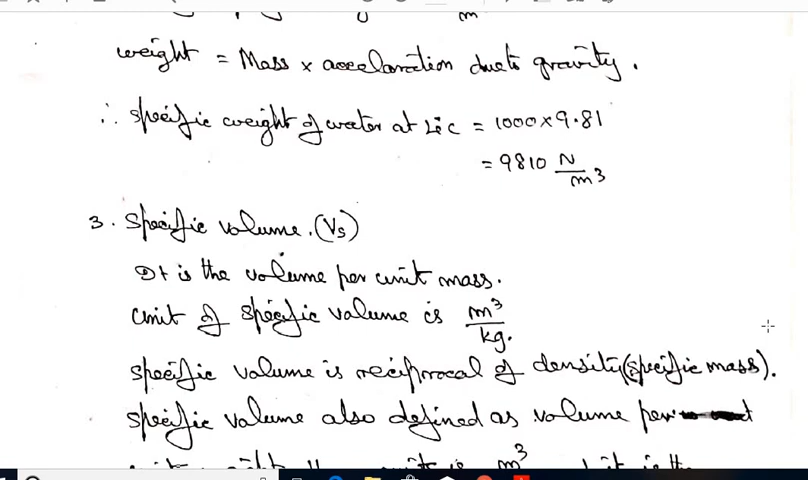 m
weight = Mass × acceleration due to gravity.
∴ specific weight of water at 4°c = 1000 × 9.81
= 9810 N/m³
3. specific volume. (Vs)
It is the volume per unit mass.
unit of specific volume is m³/kg.
specific volume is reciprocal of density (specific mass).
specific volume also defined as volume per
m³